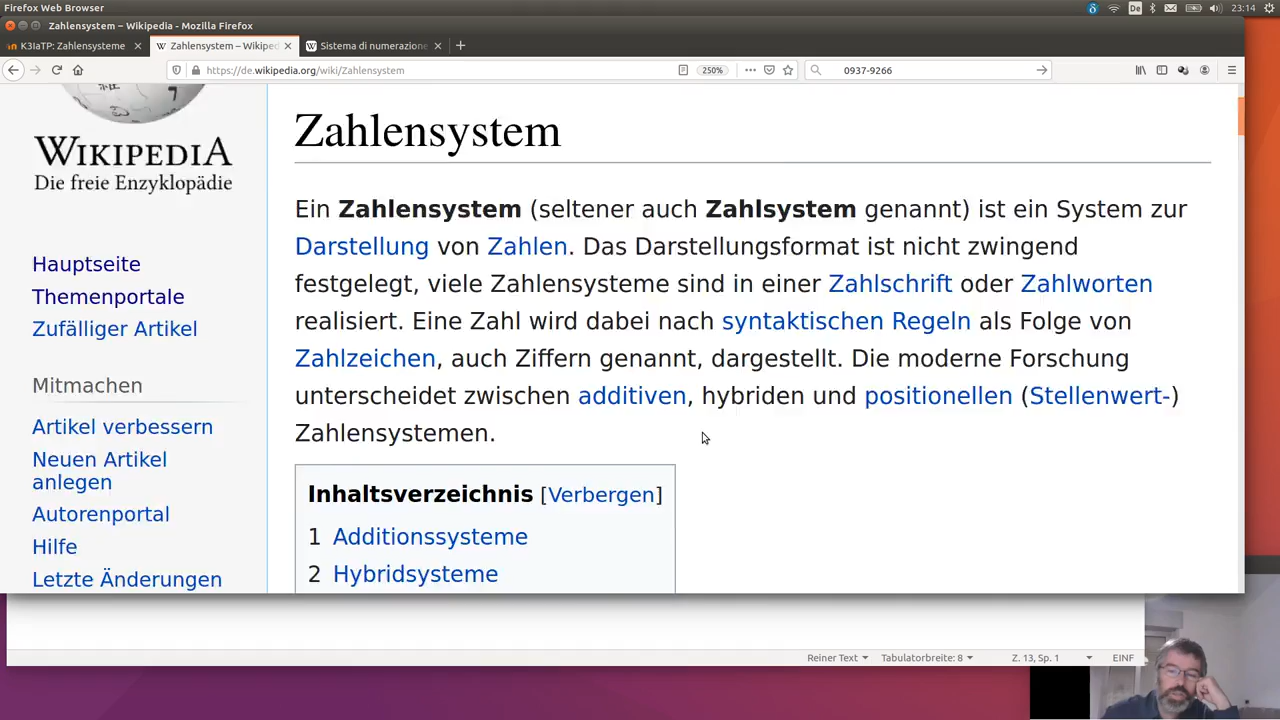 Firefox Web Browser
De
23:14
Zahlensystem – Wikipedia - Mozilla Firefox
K3IaTP: Zahlensysteme
Zahlensystem – Wikiped
Sistema di numerazione
https://de.wikipedia.org/wiki/Zahlensystem
250%
0937-9266
WIKIPEDIA
Die freie Enzyklopädie
Hauptseite
Themenportale
Zufälliger Artikel
Mitmachen
Artikel verbessern
Neuen Artikel
anlegen
Autorenportal
Hilfe
Letzte Änderungen
Zahlensystem
Ein Zahlensystem (seltener auch Zahlsystem genannt) ist ein System zur
Darstellung von Zahlen. Das Darstellungsformat ist nicht zwingend
festgelegt, viele Zahlensysteme sind in einer Zahlschrift oder Zahlworten
realisiert. Eine Zahl wird dabei nach syntaktischen Regeln als Folge von
Zahlzeichen, auch Ziffern genannt, dargestellt. Die moderne Forschung
unterscheidet zwischen additiven, hybriden und positionellen (Stellenwert-)
Zahlensystemen.
Inhaltsverzeichnis [Verbergen]
1 Additionssysteme
2 Hybridsysteme
Reiner Text
Tabulatorbreite: 8
Z. 13, Sp. 1
EINF